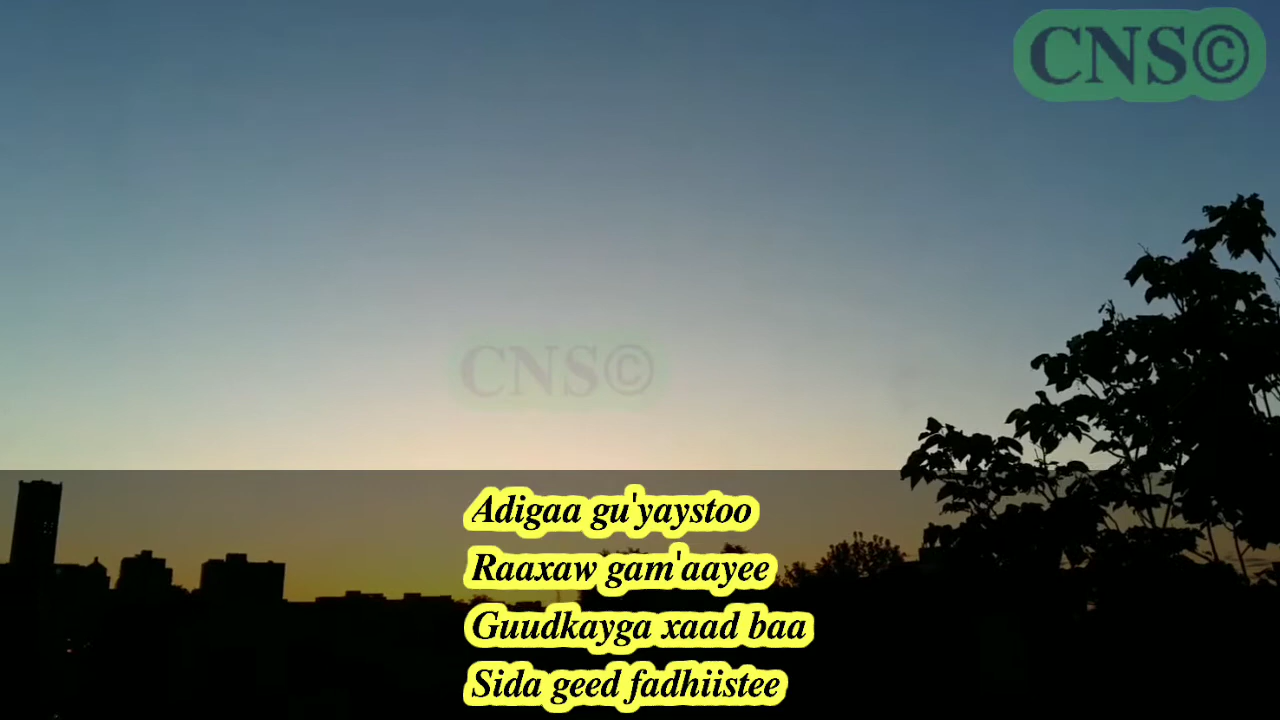 CNS©
CNS©
Adigaa gu'yaystoo
Raaxaw gam'aayee
Guudkayga xaad baa
Sida geed fadhiistee